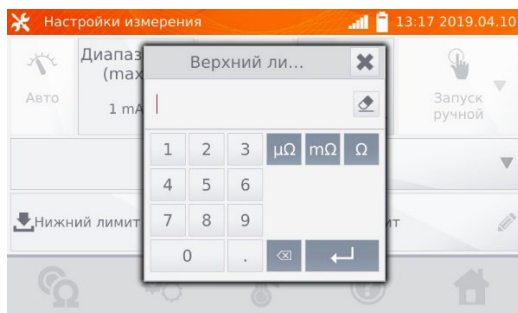 Настройки измерения 13:17 2019.04.10
Диапаз
(max
1 mA
Авто
Верхний ли...
1 2 3 μΩ mΩ Ω
4 5 6
7 8 9
0 .
Запуск
ручной
Нижний лимит
ит